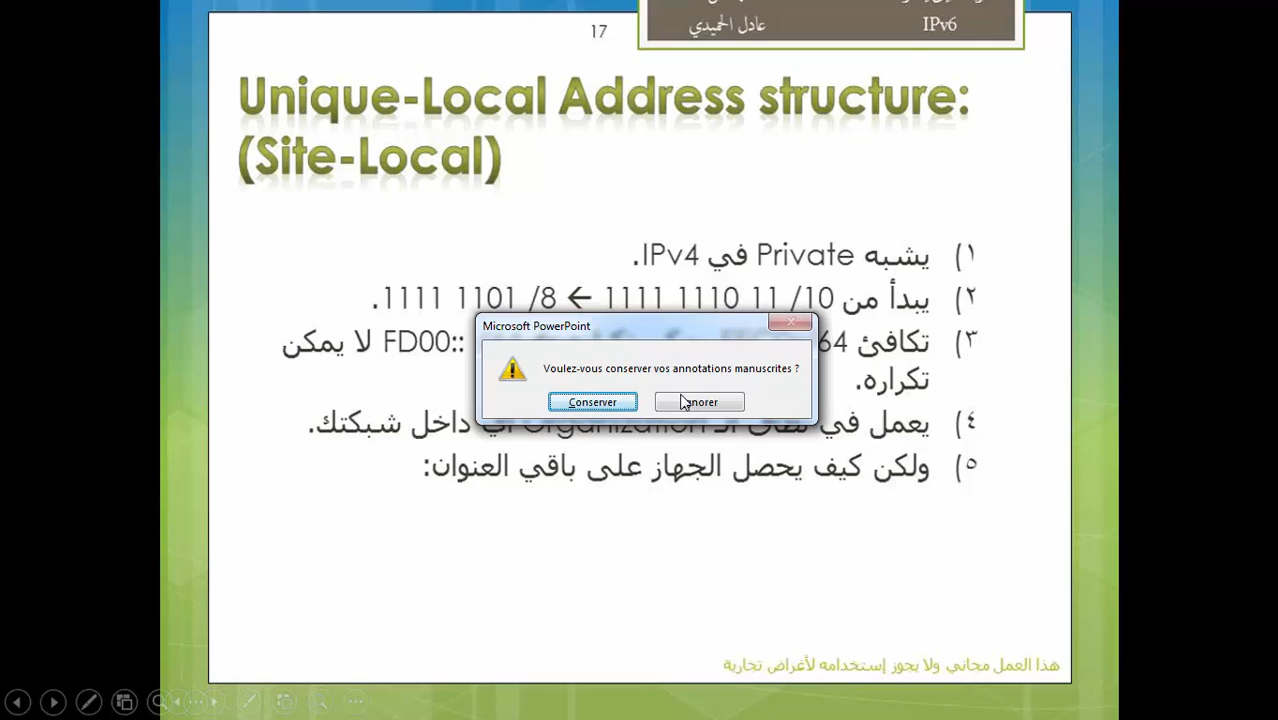 17
عادل الحميدي
IPv6
Unique-Local Address structure:
(Site-Local)
١) يشبه Private في IPv4.
٢) يبدأ من 10/ 11 1110 1111 ← 8/ 1101 1111.
٣) تكافئ 64 FD00:: لا يمكن
تكراره.
٤) يعمل في داخل شبكتك.
٥) ولكن كيف يحصل الجهاز على باقي العنوان:
Microsoft PowerPoint
Voulez-vous conserver vos annotations manuscrites ?
Conserver
Ignorer
هذا العمل مجاني ولا يجوز إستخدامه لأغراض تجارية